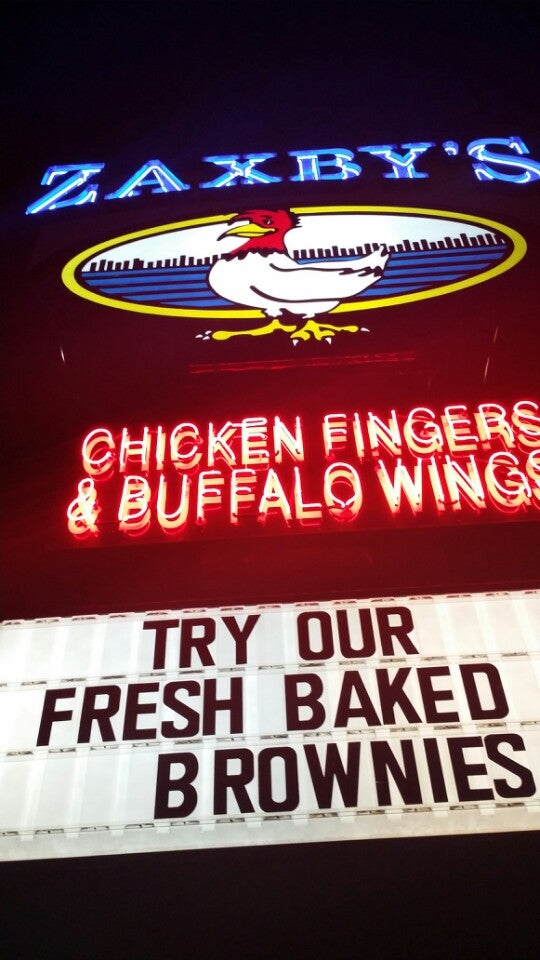 ZAXBY'S
CHICKEN FINGERS
& BUFFALO WINGS
TRY OUR
FRESH BAKED
BROWNIES